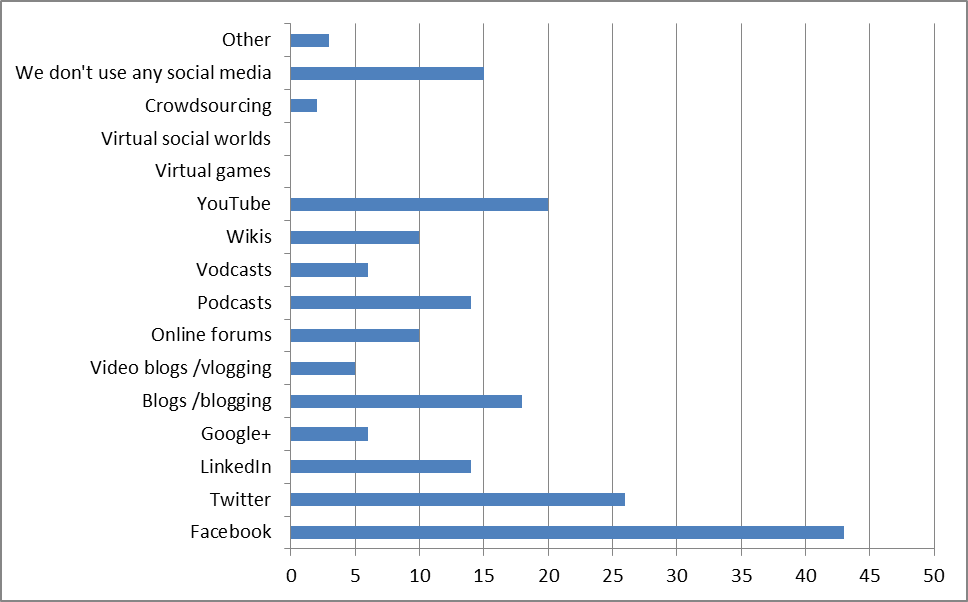 Other
We don't use any social media
Crowdsourcing
Virtual social worlds
Virtual games
YouTube
Wikis
Vodcasts
Podcasts
Online forums
Video blogs /vlogging
Blogs /blogging
Google+
LinkedIn
Twitter
Facebook
0 5 10 15 20 25 30 35 40 45 50